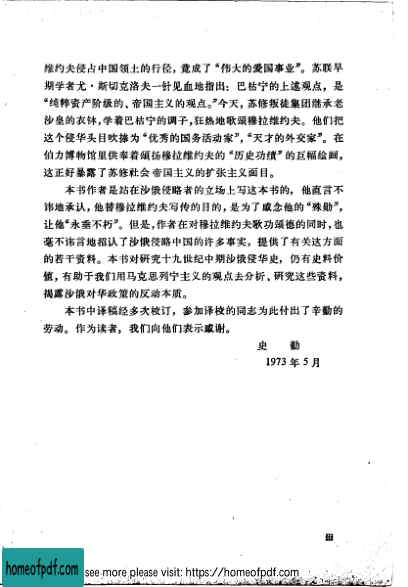 维约夫侵占中国领土的行径，竟成了“伟大的爱国事业”。苏联早
期学者尤·斯切克洛夫一针见血地指出：巴枯宁的上述观点，是
“纯粹资产阶级的、帝国主义的观点。”今天，苏修叛徒集团继承老
沙皇的衣钵，学着巴枯宁的调子，狂热地歌颂穆拉维约夫。他们把
这个侵华头目吹捧为“优秀的国务活动家”，“天才的外交家”。在
伯力博物馆里供奉着颂扬穆拉维约夫的“历史功绩”的巨幅绘画，
这正好暴露了苏修社会帝国主义的扩张主义面目。
本书作者是站在沙俄侵略者的立场上写这本书的，他直言不
讳地承认，他替穆拉维约夫写传的目的，是为了感念他的“殊勋”，
让他“永垂不朽”。但是，作者在对穆拉维约夫歌功颂德的同时，也
毫不讳言地招认了沙俄侵略中国的许多事实，提供了有关这方面
的若干资料。本书对研究十九世纪中期沙俄侵华史，仍有史料价
值，有助于我们用马克思列宁主义的观点去分析、研究这些资料，
揭露沙俄对华政策的反动本质。
本书中译稿经多次校订，参加译校的同志为此付出了辛勤的
劳动。作为读者，我们向他们表示感谢。
史 勤
1973年5月
iii
homeofpdf.com
see more please visit: https://homeofpdf.com